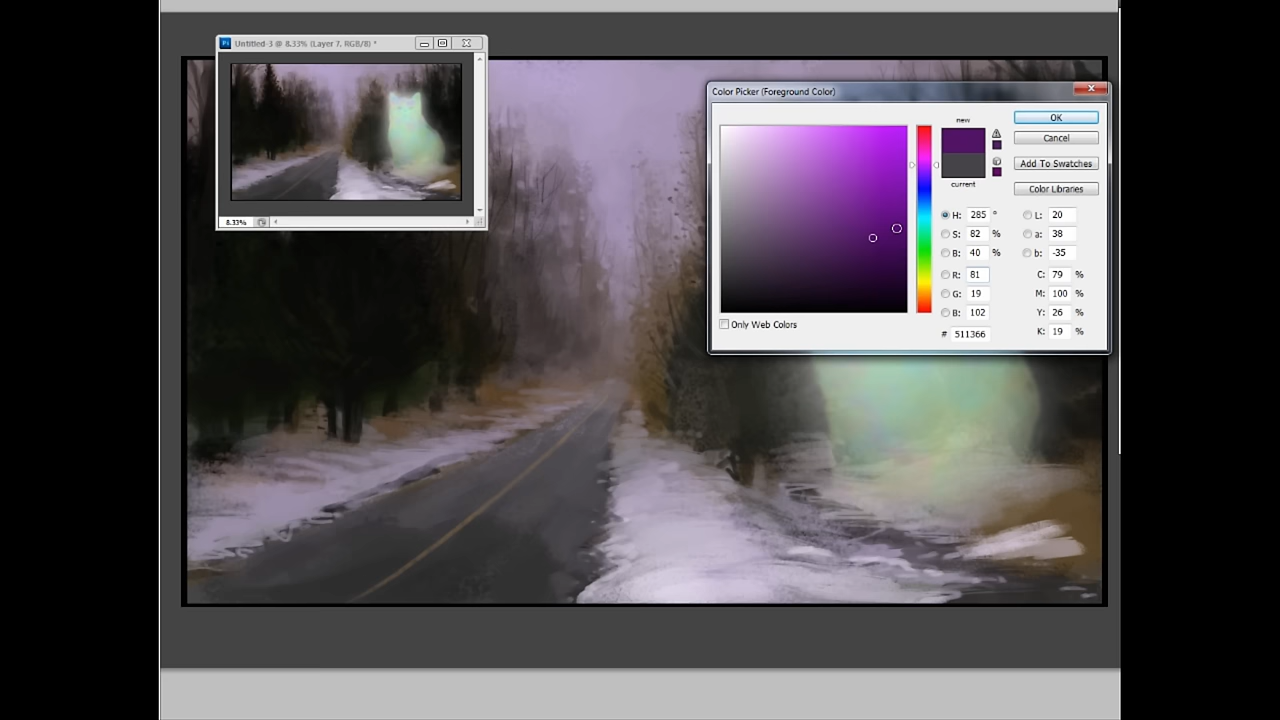 Ps Untitled-3 @ 8.33% (Layer 7, RGB/8) *
8.33%
Color Picker (Foreground Color)
new
current
OK
Cancel
Add To Swatches
Color Libraries
H: 285 °
S: 82 %
B: 40 %
R: 81
G: 19
B: 102
# 511366
L: 20
a: 38
b: -35
C: 79 %
M: 100 %
Y: 26 %
K: 19 %
Only Web Colors